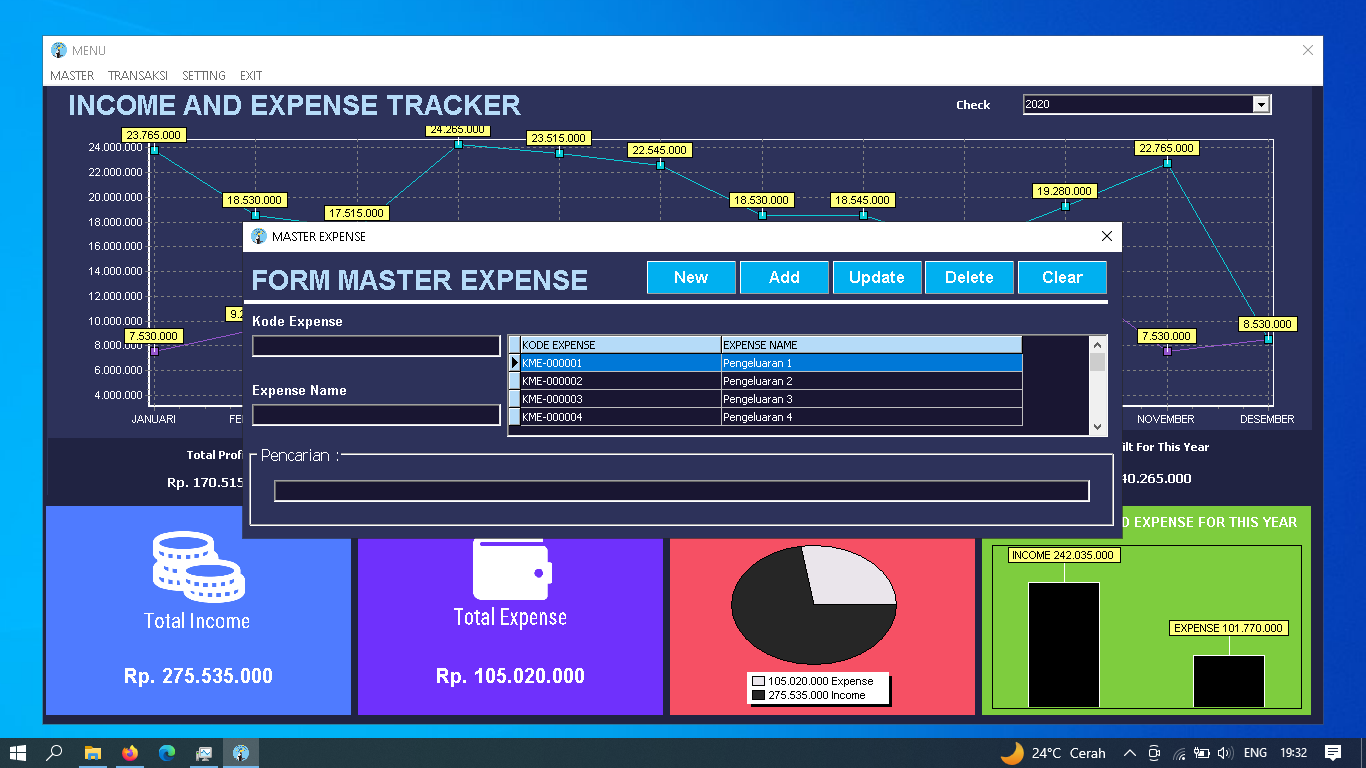 MENU
MASTER TRANSAKSI SETTING EXIT
INCOME AND EXPENSE TRACKER
Check
2020
23.765.000
24.265.000
23.515.000
22.545.000
22.765.000
18.530.000
17.515.000
18.530.000
18.545.000
19.280.000
24.000.000
22.000.000
20.000.000
18.000.000
16.000.000
14.000.000
12.000.000
10.000.000
8.000.000
6.000.000
4.000.000
7.530.000
9.2
7.530.000
8.530.000
JANUARI
FE
NOVEMBER
DESEMBER
MASTER EXPENSE
FORM MASTER EXPENSE
New
Add
Update
Delete
Clear
Kode Expense
Expense Name
KODE EXPENSE EXPENSE NAME
KME-000001 Pengeluaran 1
KME-000002 Pengeluaran 2
KME-000003 Pengeluaran 3
KME-000004 Pengeluaran 4
Pencarian :
Total Prof
Rp. 170.515
ilt For This Year
40.265.000
Total Income
Rp. 275.535.000
Total Expense
Rp. 105.020.000
105.020.000 Expense
275.535.000 Income
D EXPENSE FOR THIS YEAR
INCOME 242.035.000
EXPENSE 101.770.000
24°C Cerah
ENG
19:32